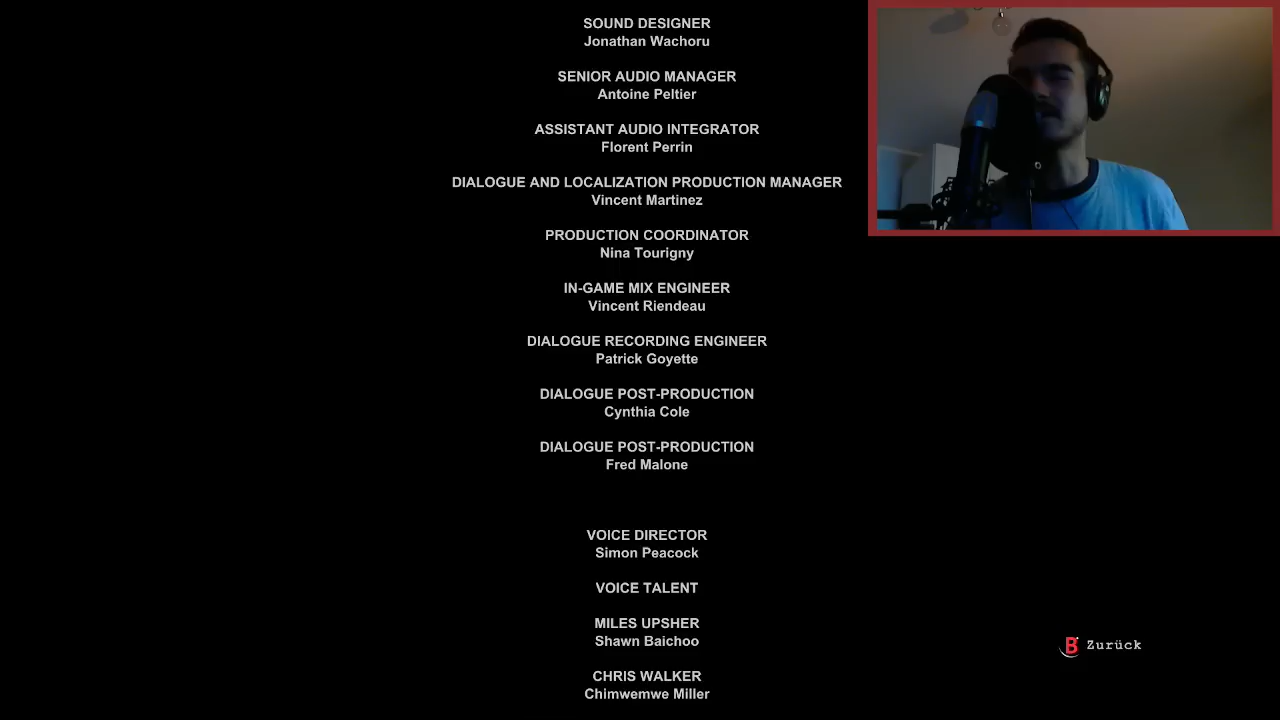 SOUND DESIGNER
Jonathan Wachoru
SENIOR AUDIO MANAGER
Antoine Peltier
ASSISTANT AUDIO INTEGRATOR
Florent Perrin
DIALOGUE AND LOCALIZATION PRODUCTION MANAGER
Vincent Martinez
PRODUCTION COORDINATOR
Nina Tourigny
IN-GAME MIX ENGINEER
Vincent Riendeau
DIALOGUE RECORDING ENGINEER
Patrick Goyette
DIALOGUE POST-PRODUCTION
Cynthia Cole
DIALOGUE POST-PRODUCTION
Fred Malone
VOICE DIRECTOR
Simon Peacock
VOICE TALENT
MILES UPSHER
Shawn Baichoo
B Zurück
CHRIS WALKER
Chimwemwe Miller